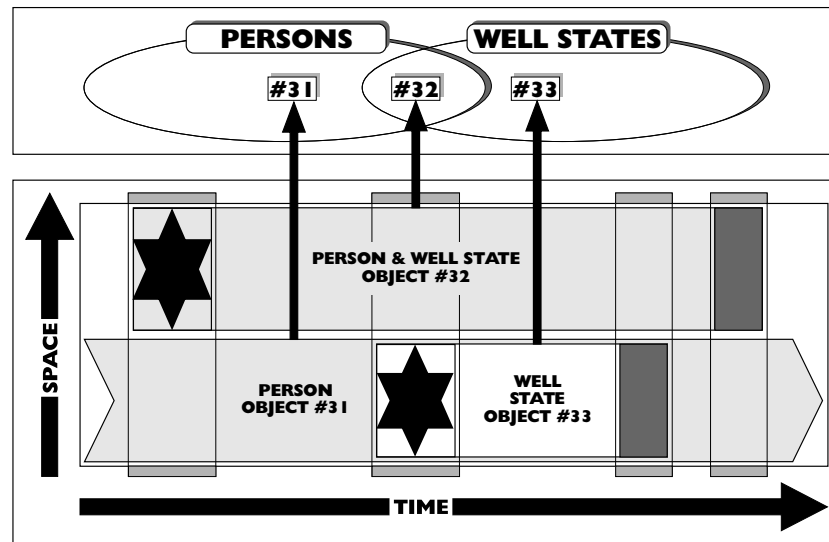 PERSONS
WELL STATES
#31
#32
#33
PERSON & WELL STATE
OBJECT #32
PERSON
OBJECT #31
WELL
STATE
OBJECT #33
SPACE
TIME